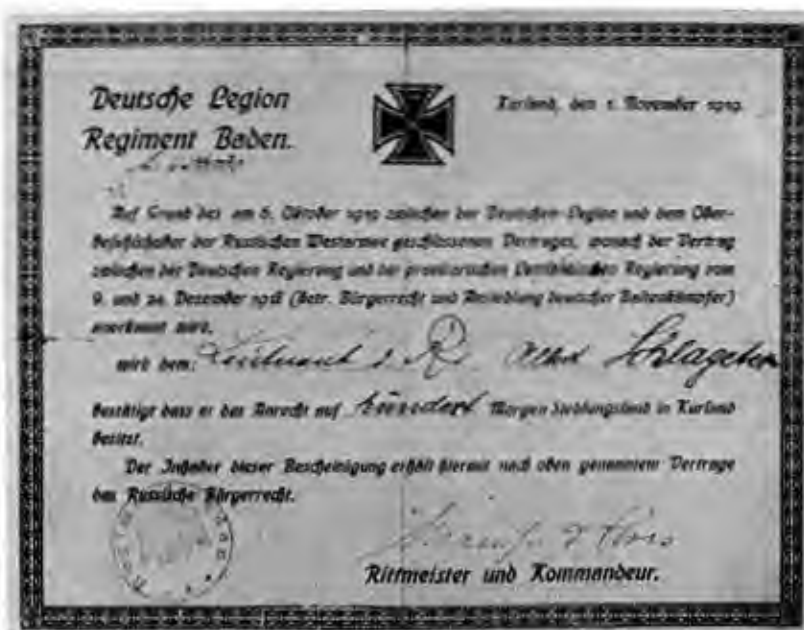 Deutsche Legion
Regiment Baden.
Kurland, den 1. November 1919.
Auf Grund des am 6. Oktober 1919 zwischen der Deutschen Legion und dem Ober-
befehlshaber der Russischen Westarmee geschlossenen Vertrages, wonach der Vertrag
zwischen der Deutschen Regierung und der provisorischen Lettländischen Regierung vom
9. und 24. Dezember 1918 (betr. Bürgerrecht und Ansiedlung deutscher Baltenkämpfer)
anerkannt wird,
wird dem: Leutnant d. R. Schlageter
bestätigt dass er das Anrecht auf hundert Morgen Siedlungsland in Kurland
besitzt.
Der Inhaber dieser Bescheinigung erhält hiermit nach oben genanntem Vertrage
das Russische Bürgerrecht.
Rittmeister und Kommandeur.